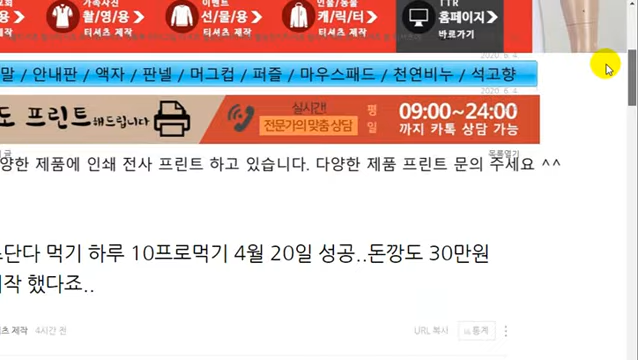 가족사진 이벤트 인물/동물 TTR
촬/영/용 선/물/용 캐/릭/터 홈페이지
티셔츠 제작 티셔츠 제작 티셔츠 제작 바로가기
2020. 6. 4.
말 / 안내판 / 액자 / 판넬 / 머그컵 / 퍼즐 / 마우스패드 / 천연비누 / 석고향
2020. 6. 4.
도 프린트 해드립니다 실시간! 전문가의 맞춤 상담 평일 09:00~24:00 까지 카톡 상담 가능
글 목록열기
양한 제품에 인쇄 전사 프린트 하고 있습니다. 다양한 제품 프린트 문의 주세요 ^^
단다 먹기 하루 10프로먹기 4월 20일 성공..돈깡도 30만원
작 했다죠..
츠 제작 4시간 전 URL 복사 통계